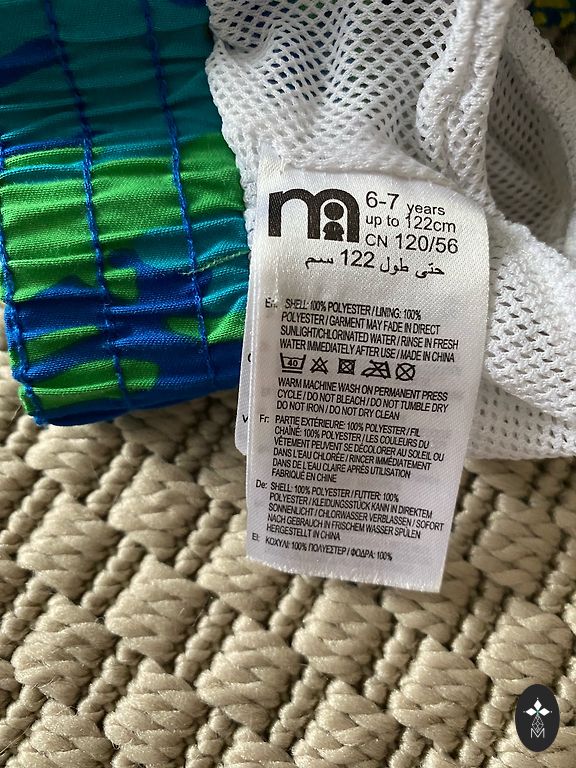 6-7 years
up to 122cm
CN 120/56
حتى طول 122 سم
En: SHELL: 100% POLYESTER / LINING: 100%
POLYESTER / GARMENT MAY FADE IN DIRECT
SUNLIGHT/CHLORINATED WATER / RINSE IN FRESH
WATER IMMEDIATELY AFTER USE / MADE IN CHINA
40
WARM MACHINE WASH ON PERMANENT PRESS
CYCLE / DO NOT BLEACH / DO NOT TUMBLE DRY
DO NOT IRON / DO NOT DRY CLEAN
Fr: PARTIE EXTÉRIEURE: 100% POLYESTER / FIL
CHAÎNE: 100% POLYESTER / LES COULEURS DU
VÊTEMENT PEUVENT SE DÉCOLORER AU SOLEIL OU
DANS L'EAU CHLORÉE / RINCER IMMÉDIATEMENT
DANS DE L'EAU CLAIRE APRÈS UTILISATION
FABRIQUÉ EN CHINE
De: SHELL: 100% POLYESTER / FUTTER: 100%
POLYESTER / KLEIDUNGSSTÜCK KANN IN DIREKTEM
SONNENLICHT / CHLORWASSER VERBLASSEN / SOFORT
NACH GEBRAUCH IN FRISCHEM WASSER SPÜLEN
HERGESTELLT IN CHINA
El: ΚΟΧΥΛΙ: 100% ΠΟΛΥΕΣΤΕΡ / ΦΟΔΡΑ: 100%